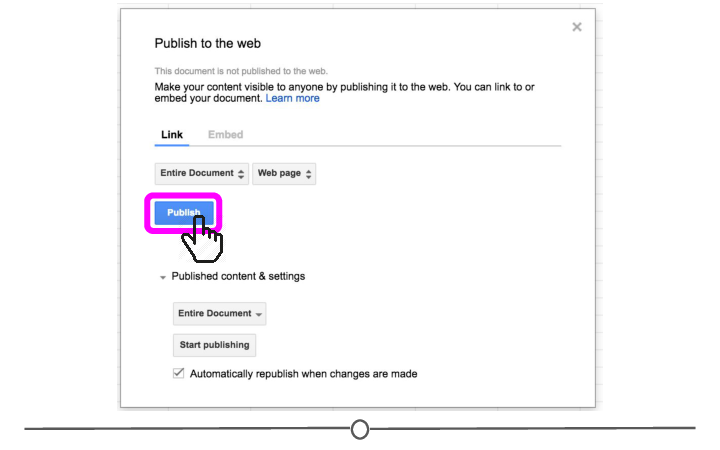 Publish to the web
This document is not published to the web.
Make your content visible to anyone by publishing it to the web. You can link to or
embed your document. Learn more
Link Embed
Entire Document Web page
Publish
Published content & settings
Entire Document
Start publishing
Automatically republish when changes are made